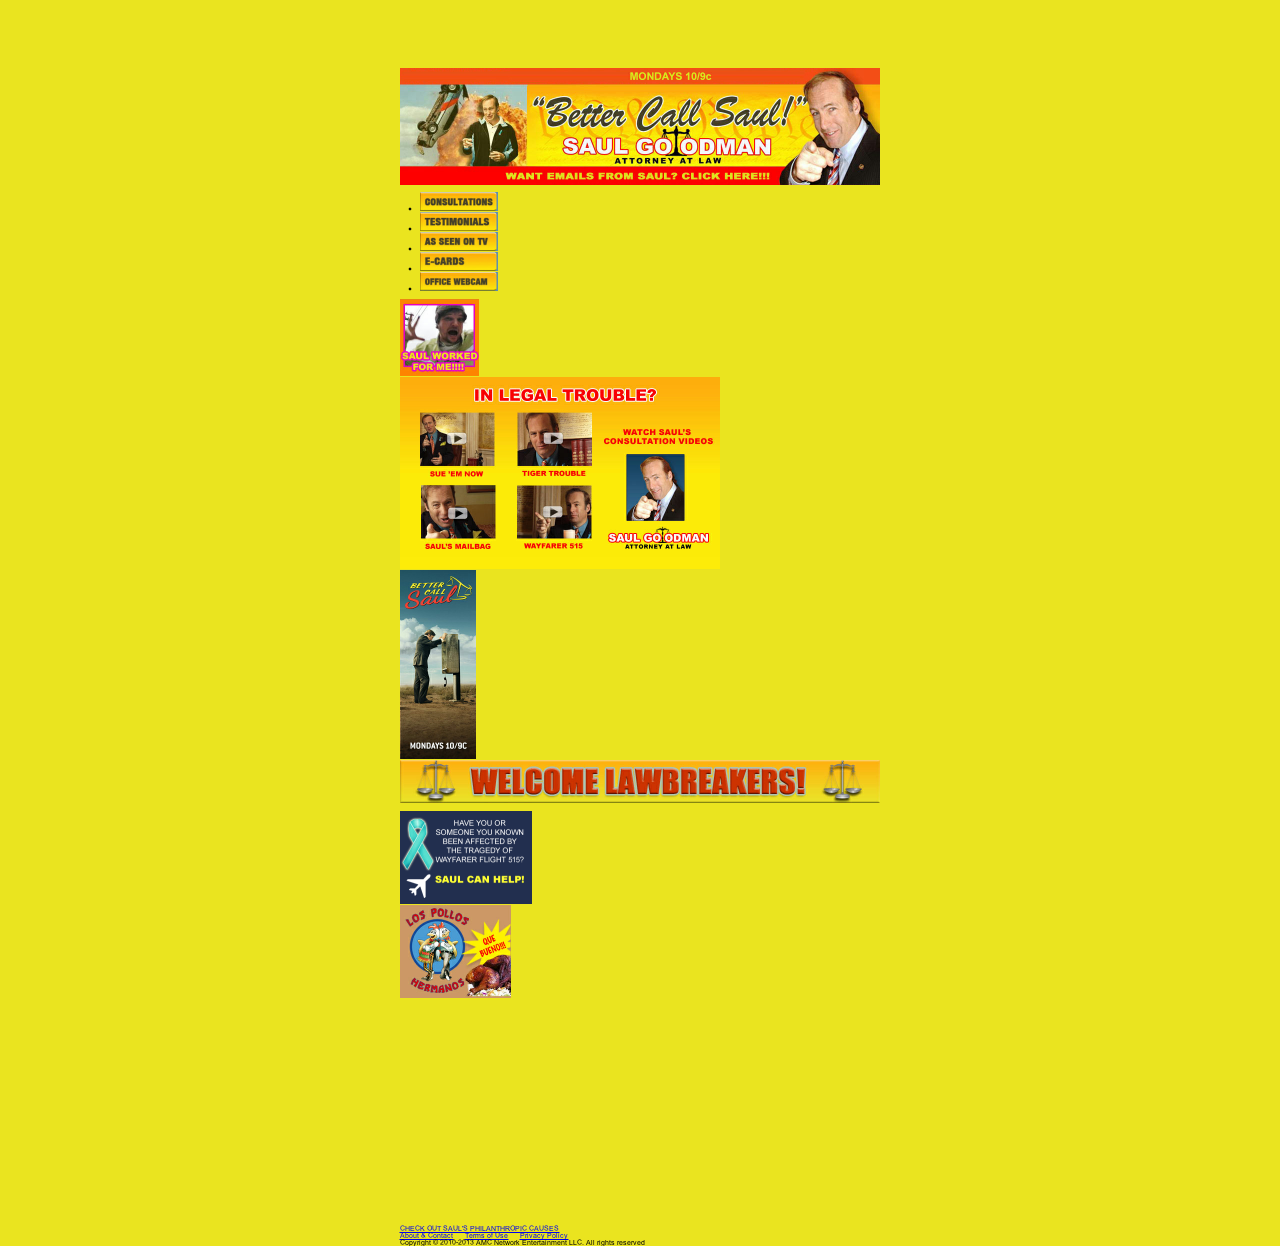 MONDAYS 10/9c
"Better Call Saul!"
SAUL GOODMAN
ATTORNEY AT LAW
WANT EMAILS FROM SAUL? CLICK HERE!!!
CONSULTATIONS
TESTIMONIALS
AS SEEN ON TV
E-CARDS
OFFICE WEBCAM
SAUL WORKED
FOR ME!!!!
IN LEGAL TROUBLE?
WATCH SAUL'S
CONSULTATION VIDEOS
SUE 'EM NOW
TIGER TROUBLE
SAUL'S MAILBAG
WAYFARER 515
SAUL GOODMAN
ATTORNEY AT LAW
BETTER
CALL
Saul
MONDAYS 10/9C
WELCOME LAWBREAKERS!
HAVE YOU OR
SOMEONE YOU KNOWN
BEEN AFFECTED BY
THE TRAGEDY OF
WAYFARER FLIGHT 515?
SAUL CAN HELP!
LOS POLLOS
HERMANOS
QUE
BUENO!!!
CHECK OUT SAUL'S PHILANTHROPIC CAUSES
About & Contact Terms of Use Privacy Policy
Copyright © 2010-2013 AMC Network Entertainment LLC. All rights reserved